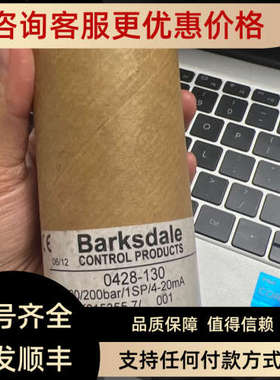 咨询客服更优惠价格
CE
06/12
Barksdale
CONTROL PRODUCTS
0428-130
/200bar/1SP/4-20mA
001
号齐全
发顺丰
品质保障 值得信赖
支持任何付款方式